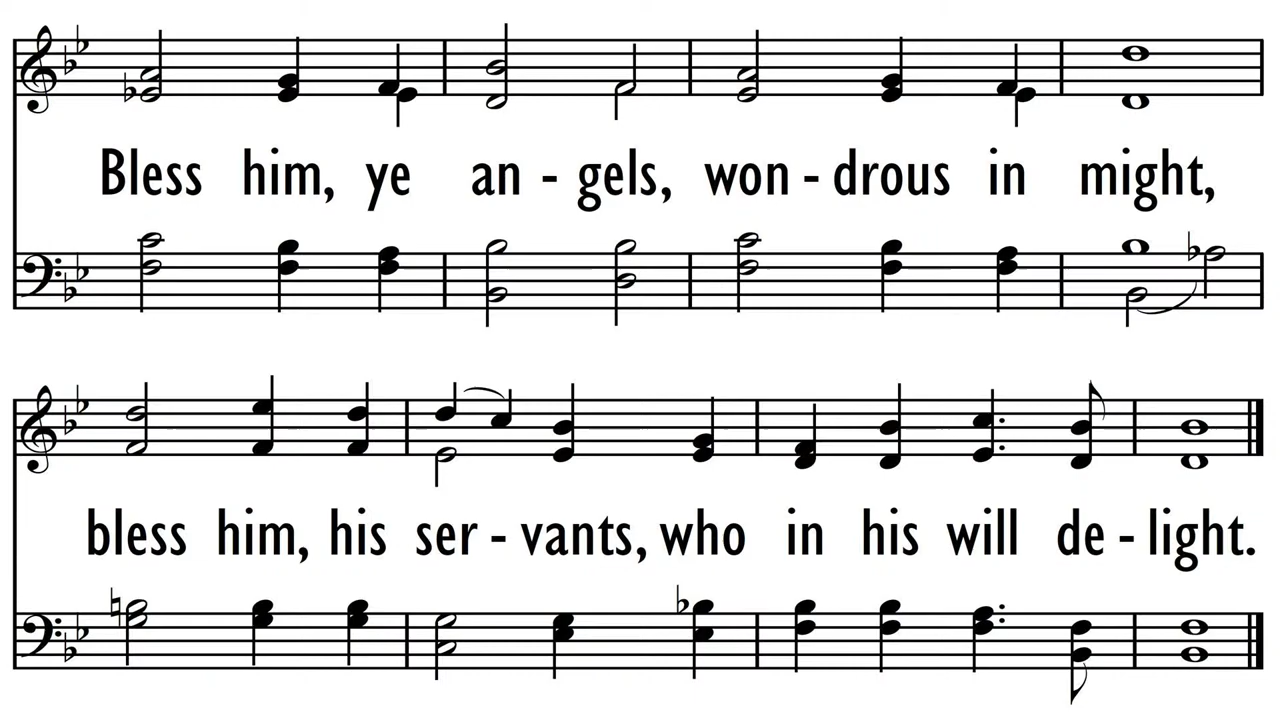 Bless him, ye an - gels, won - drous in might,
bless him, his ser - vants, who in his will de - light.